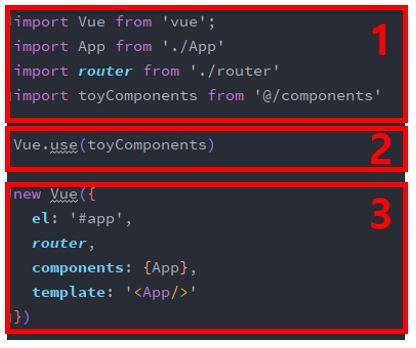 import Vue from 'vue';
import App from './App'
import router from './router'
import toyComponents from '@/components'
1
Vue.use(toyComponents)
2
new Vue({
el: '#app',
router,
components: {App},
template: '<App/>'
})
3